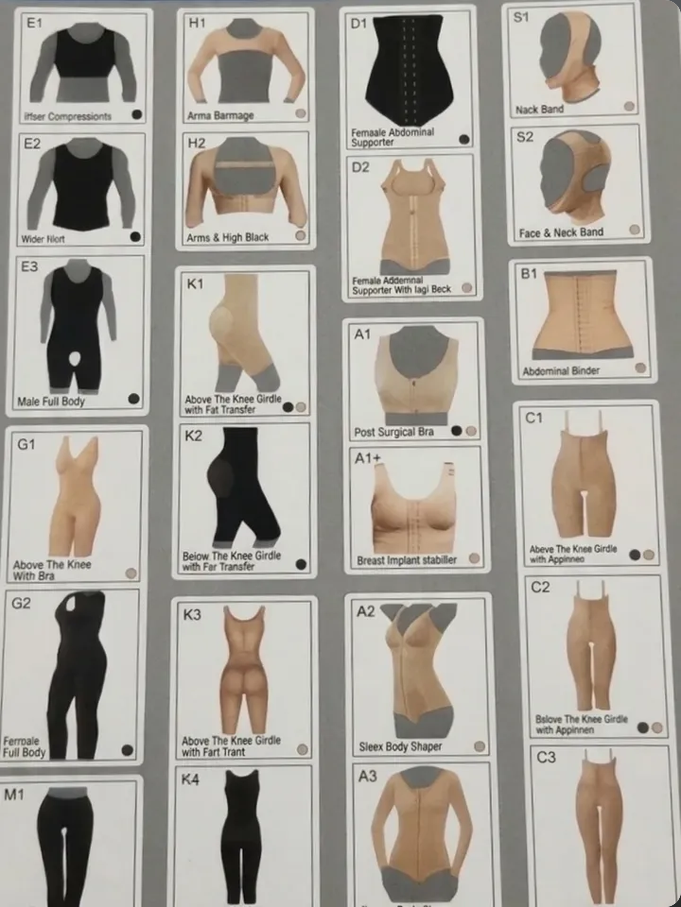 E1
iffser Compressionts
E2
Wider Niort
E3
Male Full Body
G1
Above The Knee
With Bra
G2
Fermale
Full Body
M1
H1
Arma Barmage
H2
Arms & High Black
K1
Above The Knee Girdle
with Fat Transfer
K2
Beiow The Knee Girdle
with Far Transfer
K3
Above The Knee Girdle
with Fart Trant
K4
D1
Femaale Abdominal
Supporter
D2
Female Addemnal
Supporter With Iagi Beck
A1
Post Surgical Bra
A1+
Breast Implant stabiller
A2
Sleex Body Shaper
A3
S1
Nack Band
S2
Face & Neck Band
B1
Abdominal Binder
C1
Abeve The Knee Girdle
with Appinneo
C2
Bslove The Knee Girdle
with Appinnen
C3